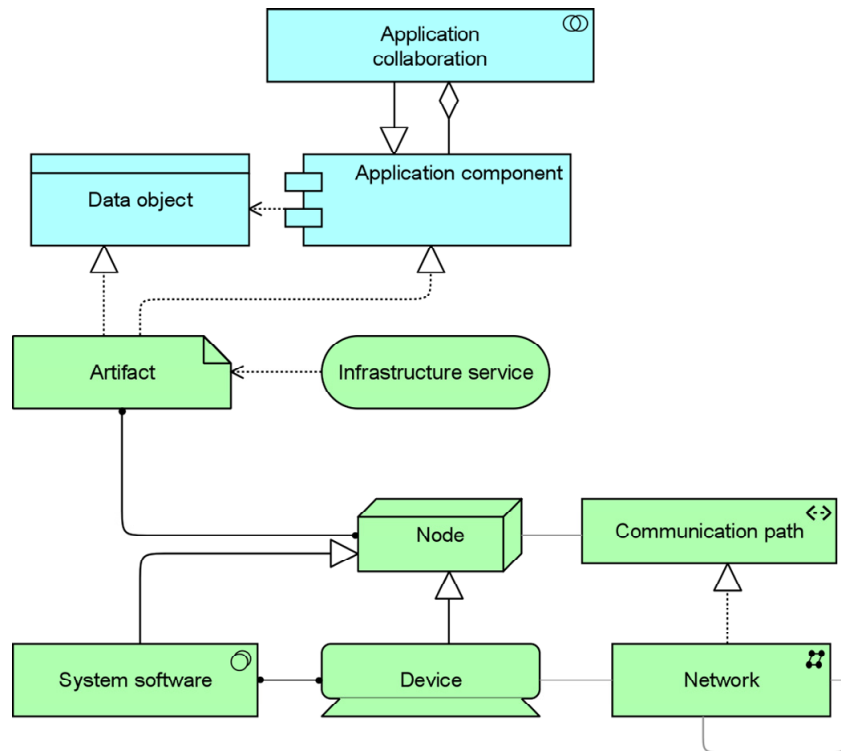 Application
collaboration
Application component
Data object
Artifact
Infrastructure service
Node
Communication path
System software
Device
Network